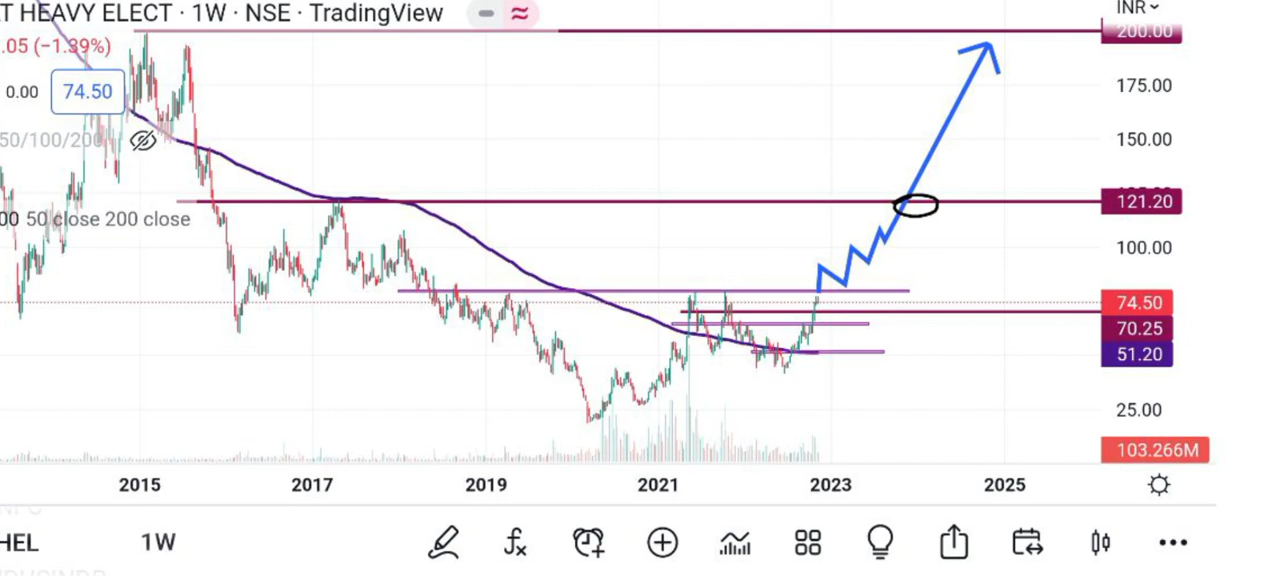 T HEAVY ELECT · 1W · NSE · TradingView
INR
.05 (−1.39%)
200.00
0.00 74.50
175.00
50/100/200
150.00
121.20
00 50 close 200 close
100.00
74.50
70.25
51.20
25.00
103.266M
2015 2017 2019 2021 2023 2025
HEL 1W